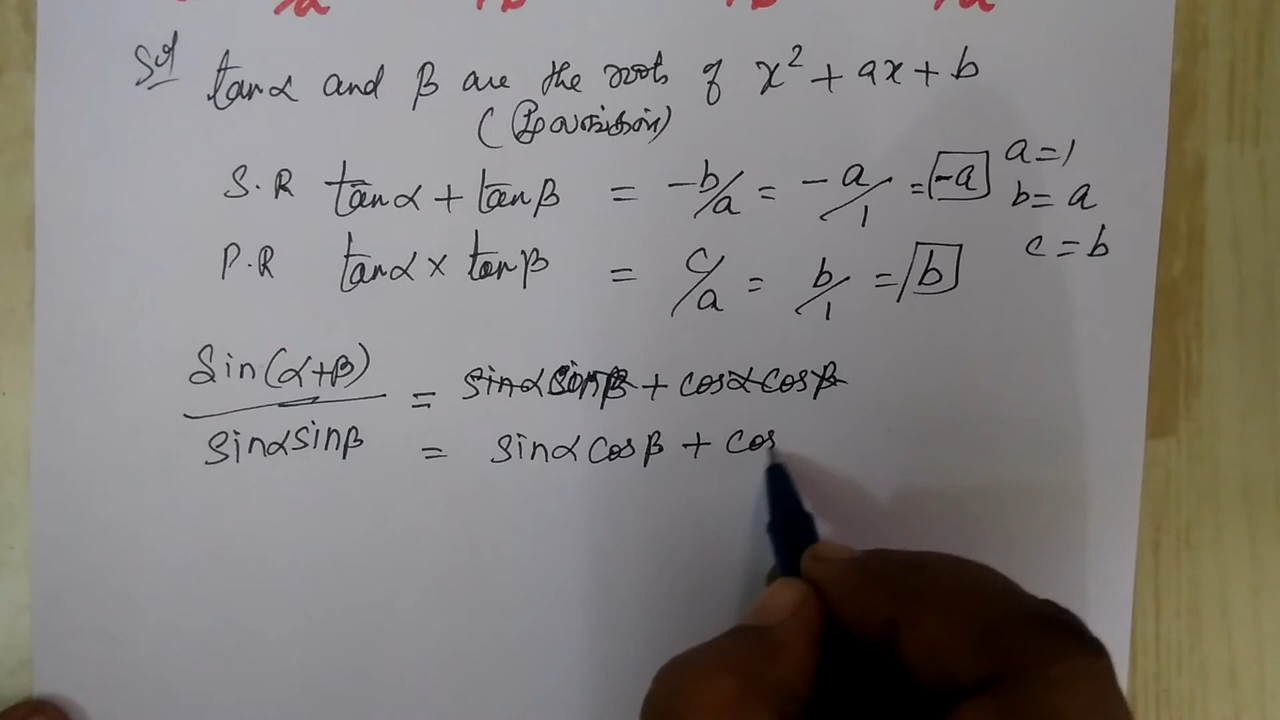 Sol tanα and β are the roots of x² + ax + b
S.R tanα + tanβ = -b/a = -a/1 = -a a=1
b = a
P.R tanα × tanβ = c/a = b/1 = b c = b
Sin(α+β) / sinα sinβ = sinα sinβ + cosα cosβ
= sinα cosβ + cos